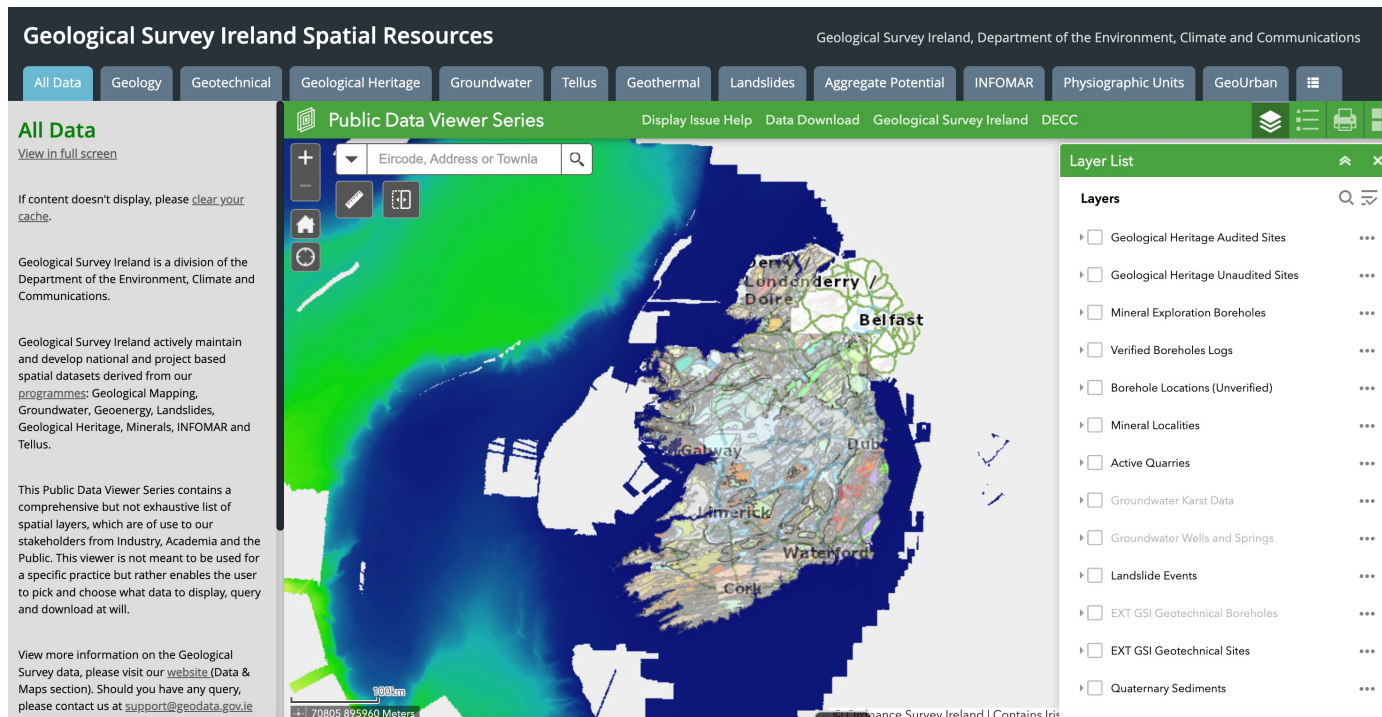 Geological Survey Ireland Spatial Resources
Geological Survey Ireland, Department of the Environment, Climate and Communications
All Data
Geology
Geotechnical
Geological Heritage
Groundwater
Tellus
Geothermal
Landslides
Aggregate Potential
INFOMAR
Physiographic Units
GeoUrban
All Data
View in full screen
If content doesn't display, please clear your
cache.
Geological Survey Ireland is a division of the
Department of the Environment, Climate and
Communications.
Geological Survey Ireland actively maintain
and develop national and project based
spatial datasets derived from our
programmes: Geological Mapping,
Groundwater, Geoenergy, Landslides,
Geological Heritage, Minerals, INFOMAR and
Tellus.
This Public Data Viewer Series contains a
comprehensive but not exhaustive list of
spatial layers, which are of use to our
stakeholders from Industry, Academia and the
Public. This viewer is not meant to be used for
a specific practice but rather enables the user
to pick and choose what data to display, query
and download at will.
View more information on the Geological
Survey data, please visit our website (Data &
Maps section). Should you have any query,
please contact us at support@geodata.gov.ie
Public Data Viewer Series
Display Issue Help
Data Download
Geological Survey Ireland
DECC
Eircode, Address or Townla
Derry /
Londonderry /
Doire
Belfast
Galway
Dub
Limerick
Waterford
Cork
100km
70805 895960 Meters
© Ordnance Survey Ireland | Contains Iris
Layer List
Layers
Geological Heritage Audited Sites
Geological Heritage Unaudited Sites
Mineral Exploration Boreholes
Verified Boreholes Logs
Borehole Locations (Unverified)
Mineral Localities
Active Quarries
Groundwater Karst Data
Groundwater Wells and Springs
Landslide Events
EXT GSI Geotechnical Boreholes
EXT GSI Geotechnical Sites
Quaternary Sediments